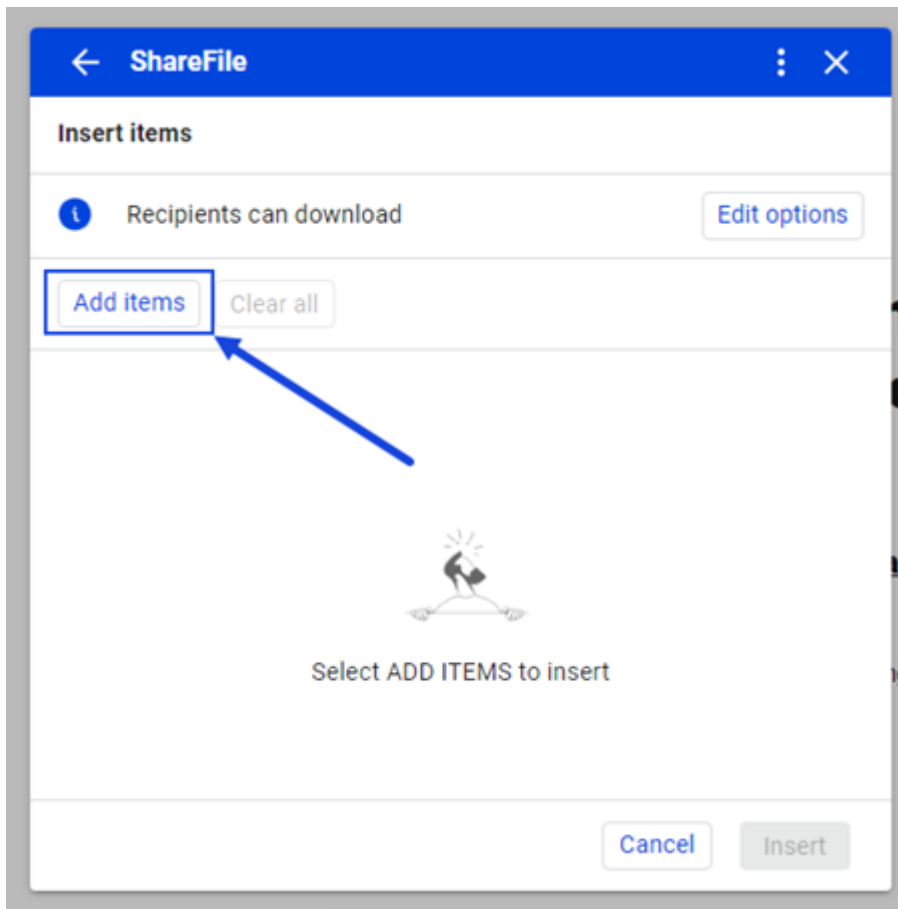 ShareFile
Insert items
Recipients can download
Edit options
Add items
Clear all
Select ADD ITEMS to insert
Cancel
Insert